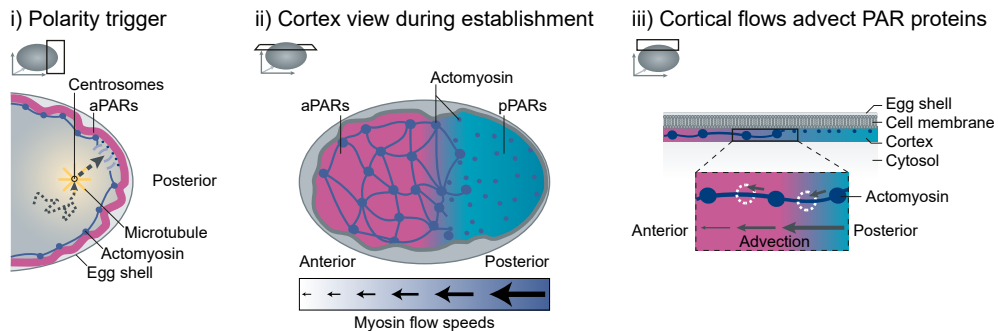 i) Polarity trigger
Centrosomes
aPARs
Posterior
Microtubule
Actomyosin
Egg shell
ii) Cortex view during establishment
Actomyosin
aPARs
pPARs
Anterior
Posterior
Myosin flow speeds
iii) Cortical flows advect PAR proteins
Egg shell
Cell membrane
Cortex
Cytosol
Actomyosin
Anterior
Advection
Posterior